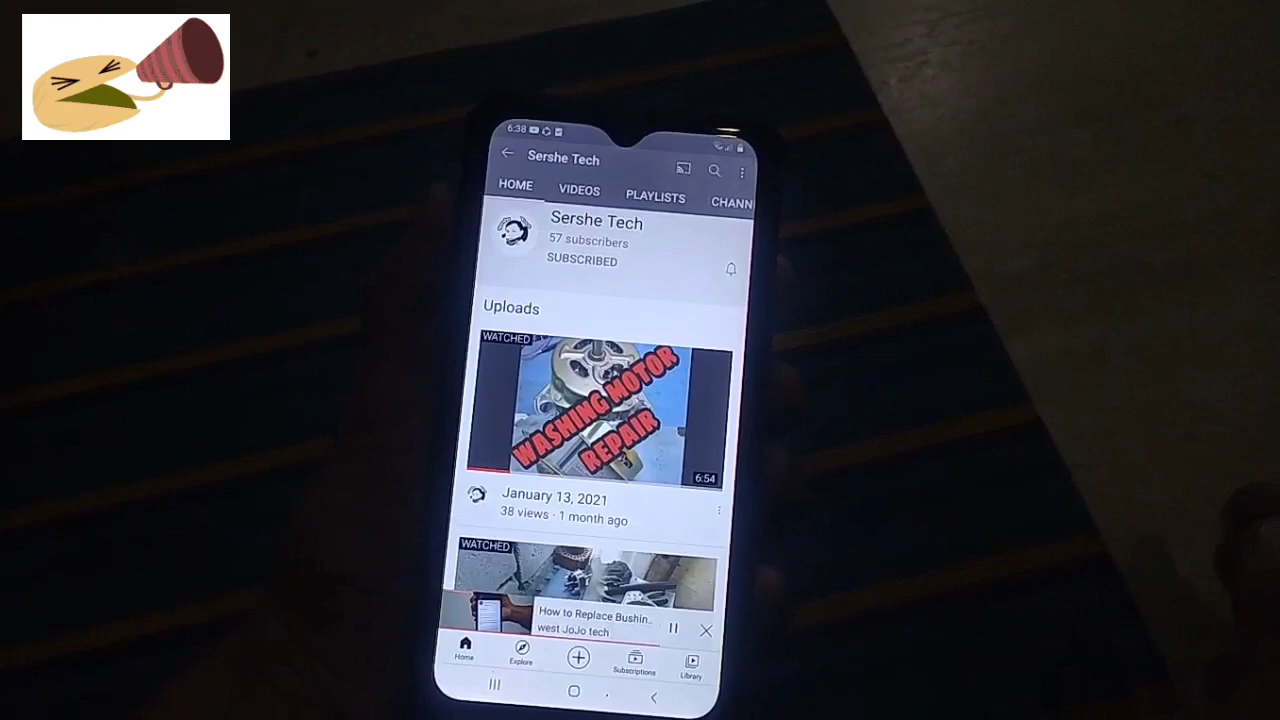 6:38
Sershe Tech
HOME VIDEOS PLAYLISTS CHANN
Sershe Tech
57 subscribers
SUBSCRIBED
Uploads
WATCHED
WASHING MOTOR
REPAIR
6:54
January 13, 2021
38 views · 1 month ago
WATCHED
How to Replace Bushin...
west JoJo tech
Home Explore Subscriptions Library